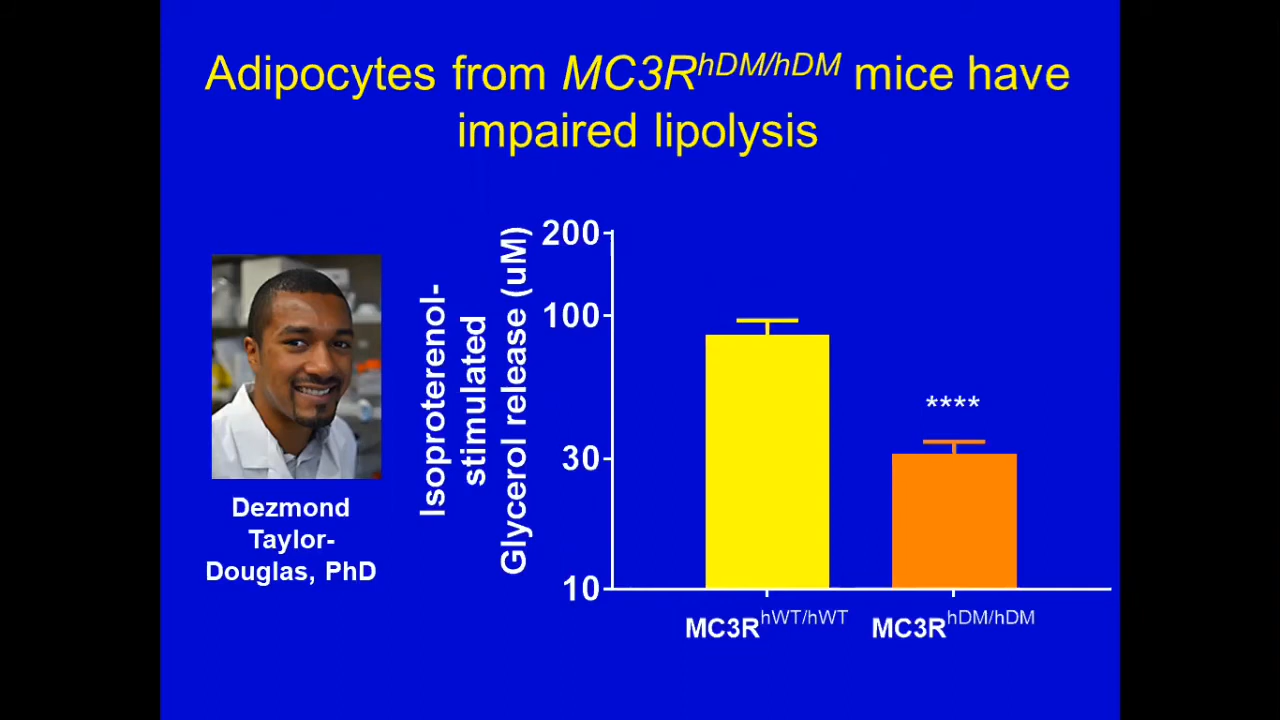 Adipocytes from MC3RhDM/hDM mice have
impaired lipolysis
Isoproterenol-
stimulated
Glycerol release (uM)
200
100
30
10
****
MC3RhWT/hWT
MC3RhDM/hDM
Dezmond
Taylor-
Douglas, PhD